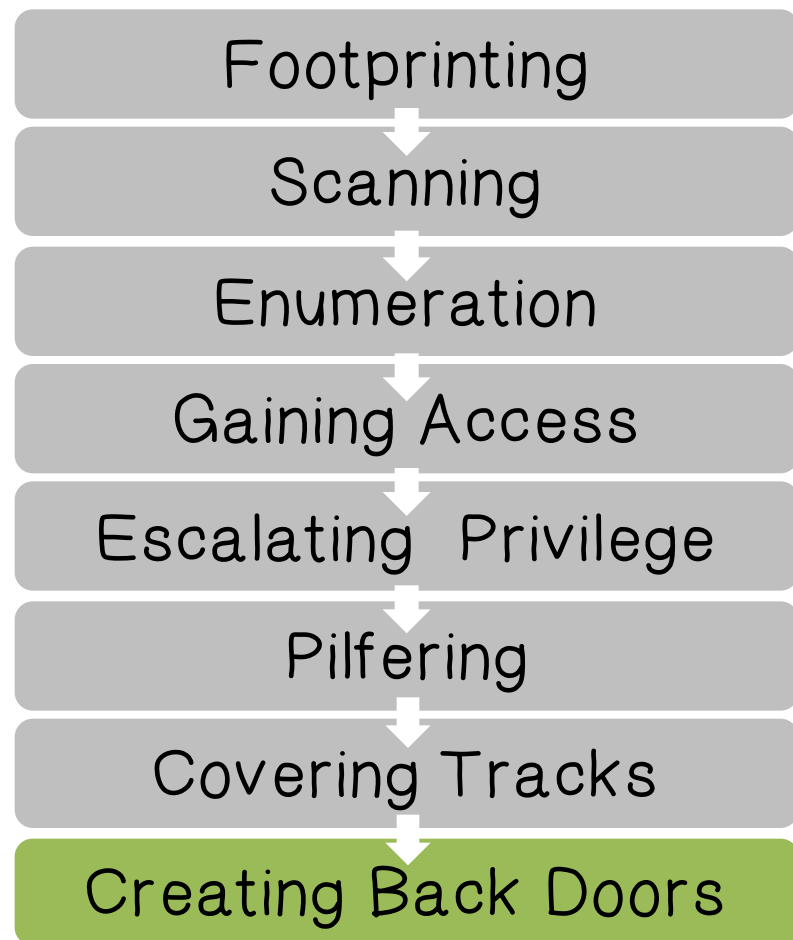 Footprinting
Scanning
Enumeration
Gaining Access
Escalating Privilege
Pilfering
Covering Tracks
Creating Back Doors